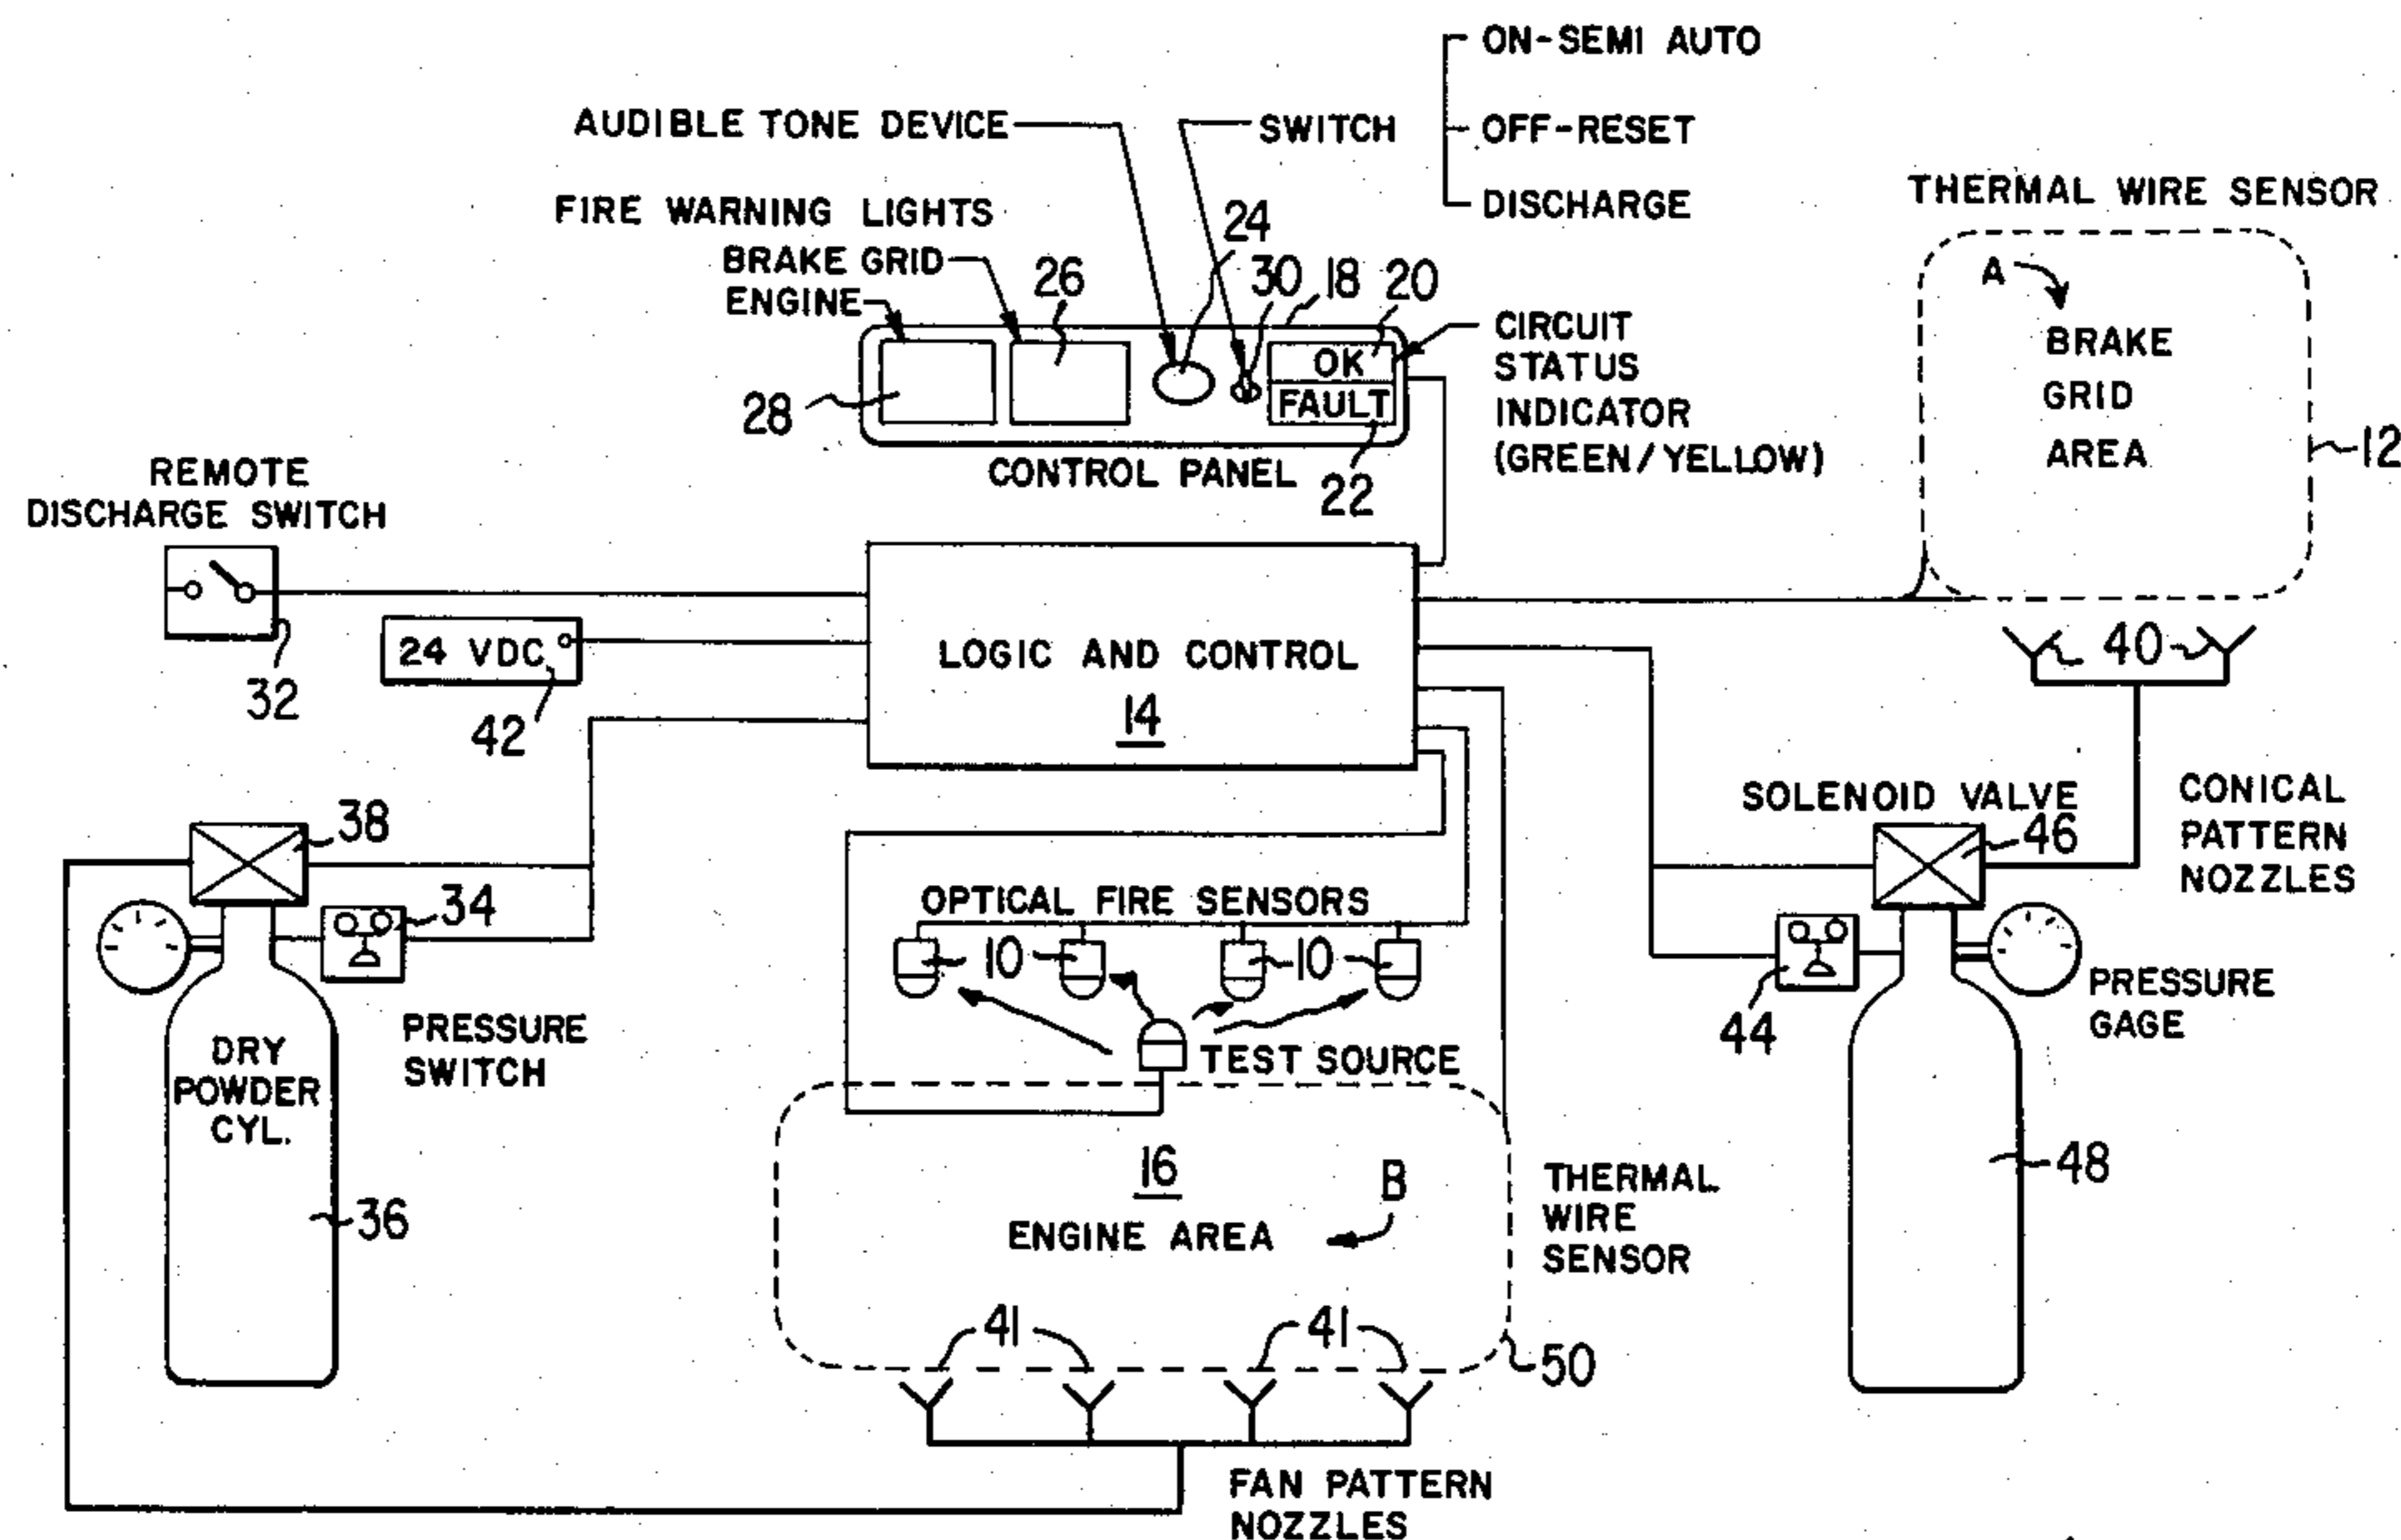 ON-SEMI AUTO
AUDIBLE TONE DEVICE
SWITCH
OFF-RESET
DISCHARGE
THERMAL WIRE SENSOR
FIRE WARNING LIGHTS
24
BRAKE GRID
26
30
18
20
A
ENGINE
CIRCUIT
STATUS
INDICATOR
(GREEN/YELLOW)
BRAKE
GRID
AREA
OK
FAULT
28
12
CONTROL PANEL
22
REMOTE
DISCHARGE SWITCH
24 VDC
32
42
LOGIC AND CONTROL
14
40
38
SOLENOID VALVE
46
CONICAL
PATTERN
NOZZLES
34
OPTICAL FIRE SENSORS
10
10
44
PRESSURE
GAGE
PRESSURE
SWITCH
TEST SOURCE
DRY
POWDER
CYL.
36
16
B
ENGINE AREA
THERMAL
WIRE
SENSOR
48
41
41
50
FAN PATTERN
NOZZLES